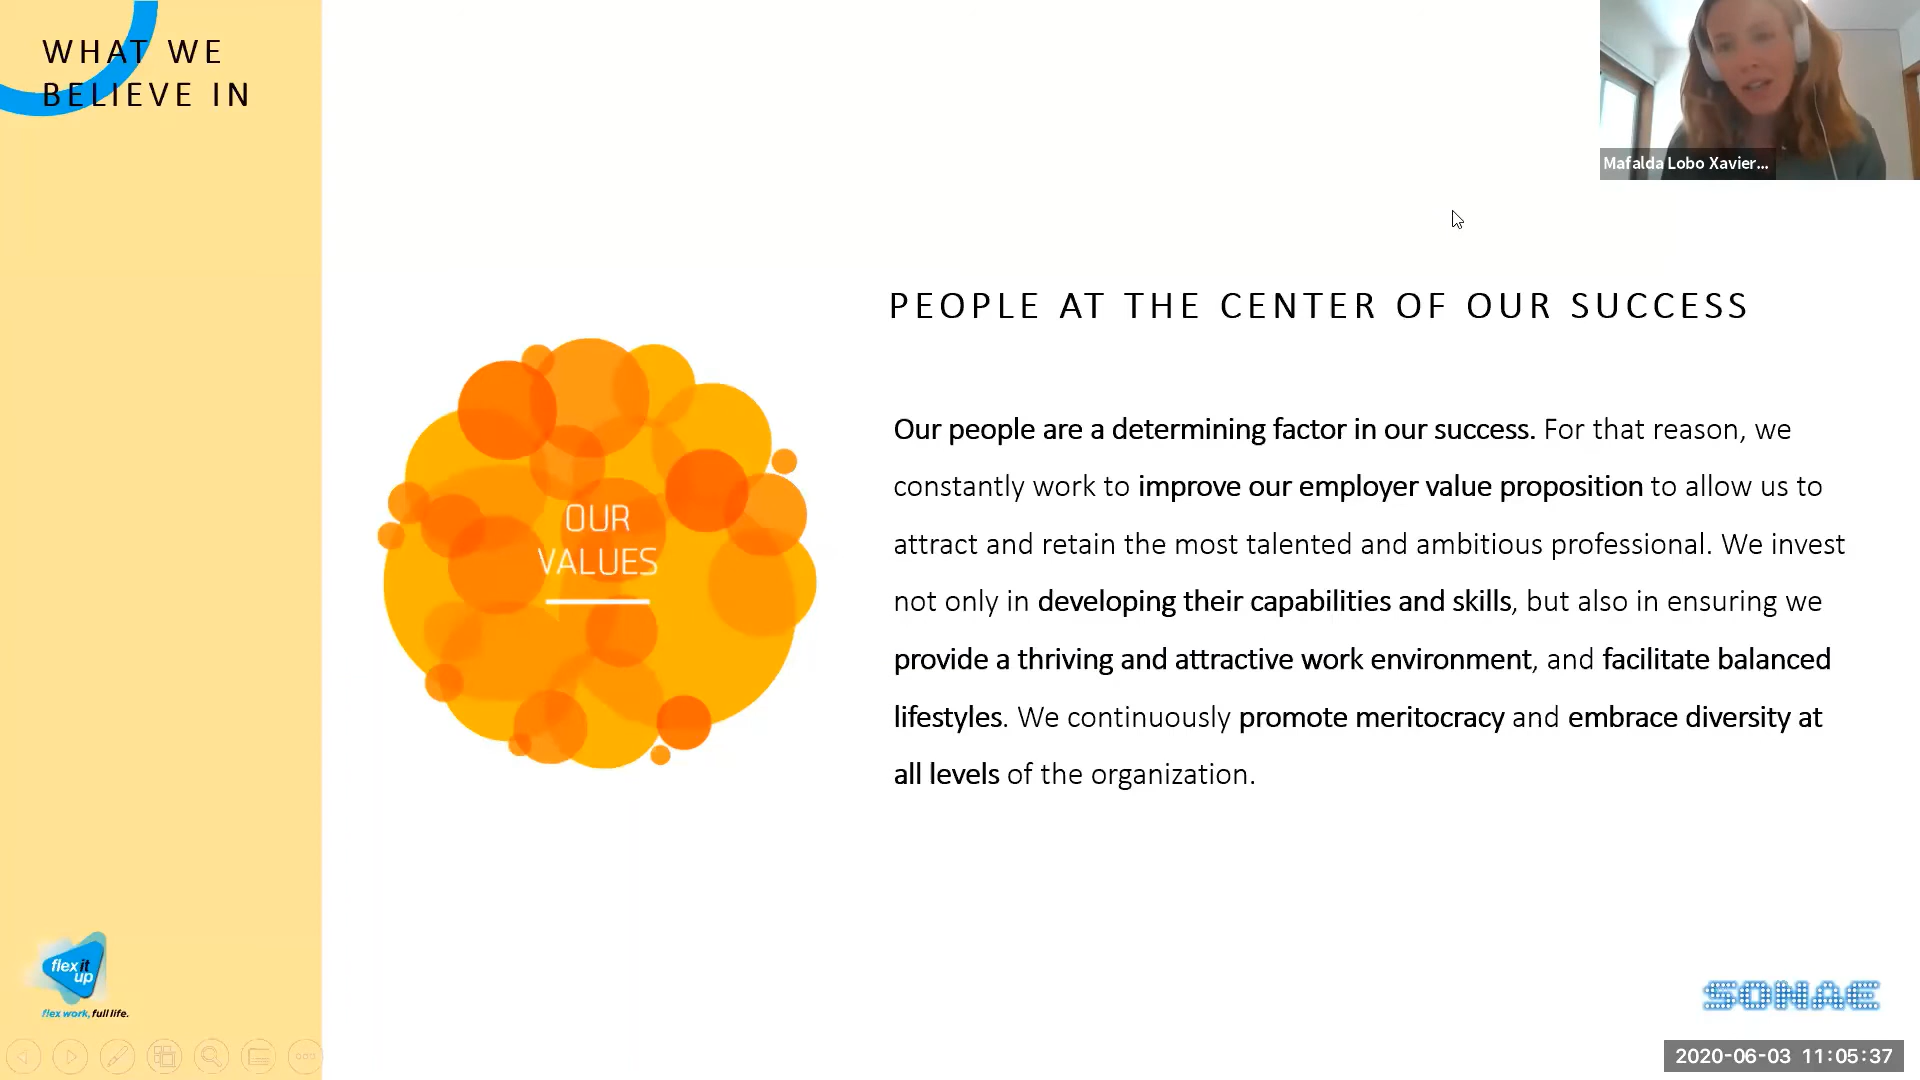 WHAT WE
BELIEVE IN
Mafalda Lobo Xavier...
PEOPLE AT THE CENTER OF OUR SUCCESS
OUR
VALUES
Our people are a determining factor in our success. For that reason, we
constantly work to improve our employer value proposition to allow us to
attract and retain the most talented and ambitious professional. We invest
not only in developing their capabilities and skills, but also in ensuring we
provide a thriving and attractive work environment, and facilitate balanced
lifestyles. We continuously promote meritocracy and embrace diversity at
all levels of the organization.
flex it
up
flex work, full life.
SONAE
2020-06-03 11:05:37